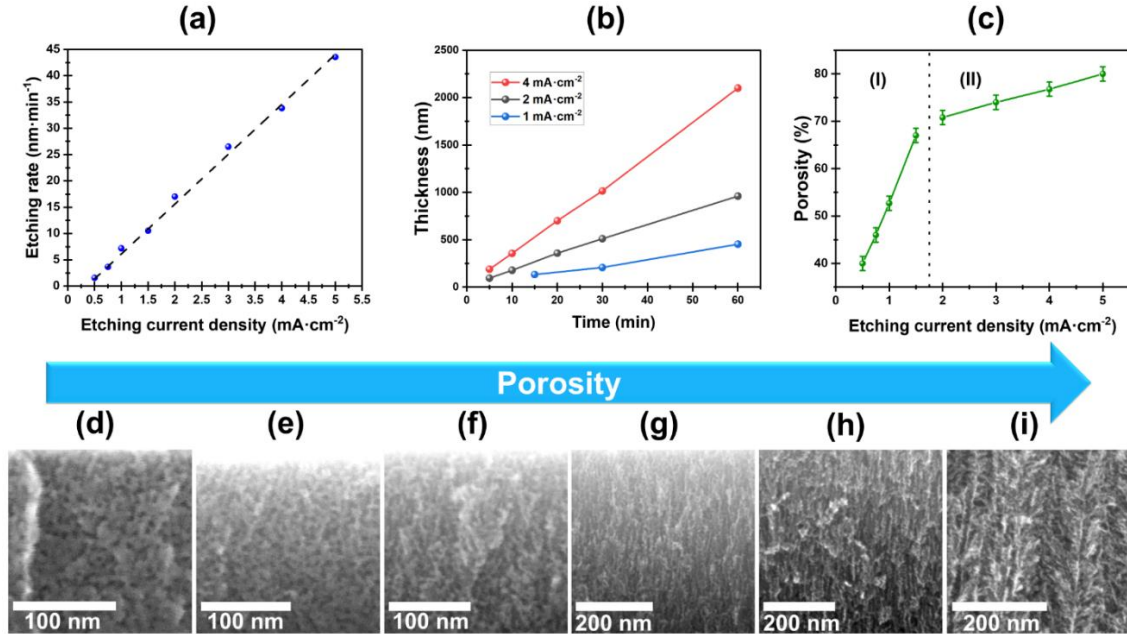 (a)
Etching rate (nm·min⁻¹)
45
40
35
30
25
20
15
10
5
0
0 0.5 1 1.5 2 2.5 3 3.5 4 4.5 5 5.5
Etching current density (mA·cm⁻²)
(b)
Thickness (nm)
2500
2000
1500
1000
500
0
4 mA·cm⁻²
2 mA·cm⁻²
1 mA·cm⁻²
0 10 20 30 40 50 60
Time (min)
(c)
Porosity (%)
80
70
60
50
40
(I) (II)
0 1 2 3 4 5
Etching current density (mA·cm⁻²)
Porosity
(d) (e) (f) (g) (h) (i)
100 nm 100 nm 100 nm 200 nm 200 nm 200 nm